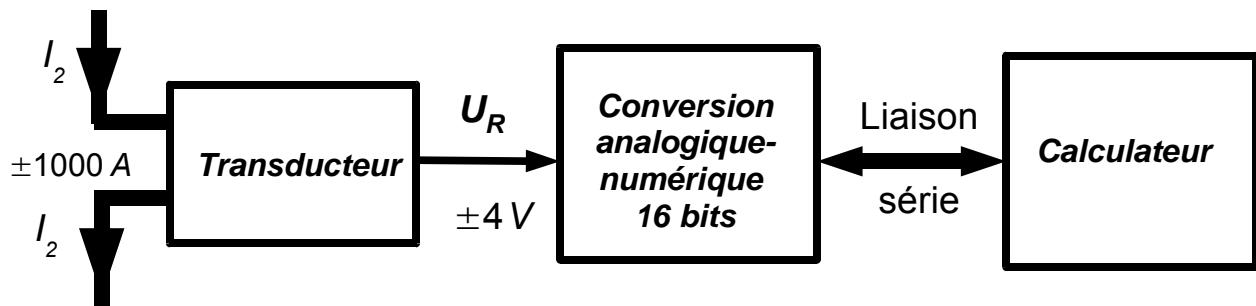 I2
±1000 A
I2
Transducteur
UR
±4 V
Conversion
analogique-
numérique
16 bits
Liaison
série
Calculateur